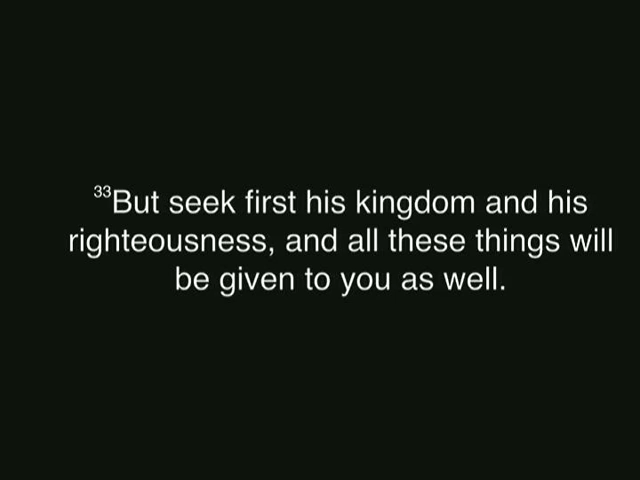 33But seek first his kingdom and his
righteousness, and all these things will
be given to you as well.